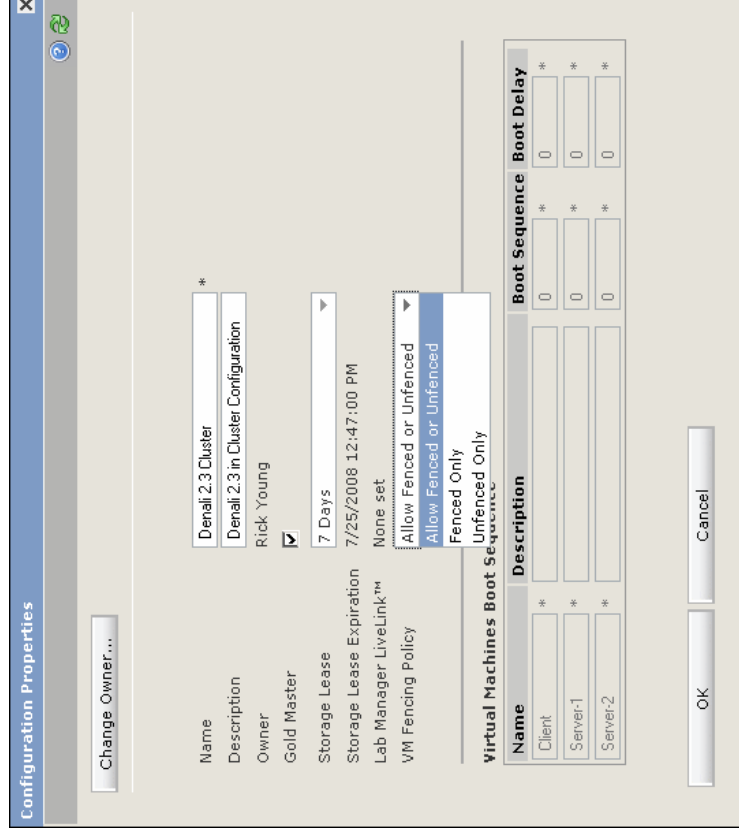 Configuration Properties
Change Owner...
Name Denali 2.3 Cluster *
Description Denali 2.3 in Cluster Configuration
Owner Rick Young
Gold Master
Storage Lease 7 Days
Storage Lease Expiration 7/25/2008 12:47:00 PM
Lab Manager LiveLink™ None set
VM Fencing Policy Allow Fenced or Unfenced
Allow Fenced or Unfenced
Fenced Only
Unfenced Only
Virtual Machines Boot Sequence
Name Description Boot Sequence Boot Delay
Client * 0 * 0 *
Server-1 * 0 * 0 *
Server-2 * 0 * 0 *
OK Cancel